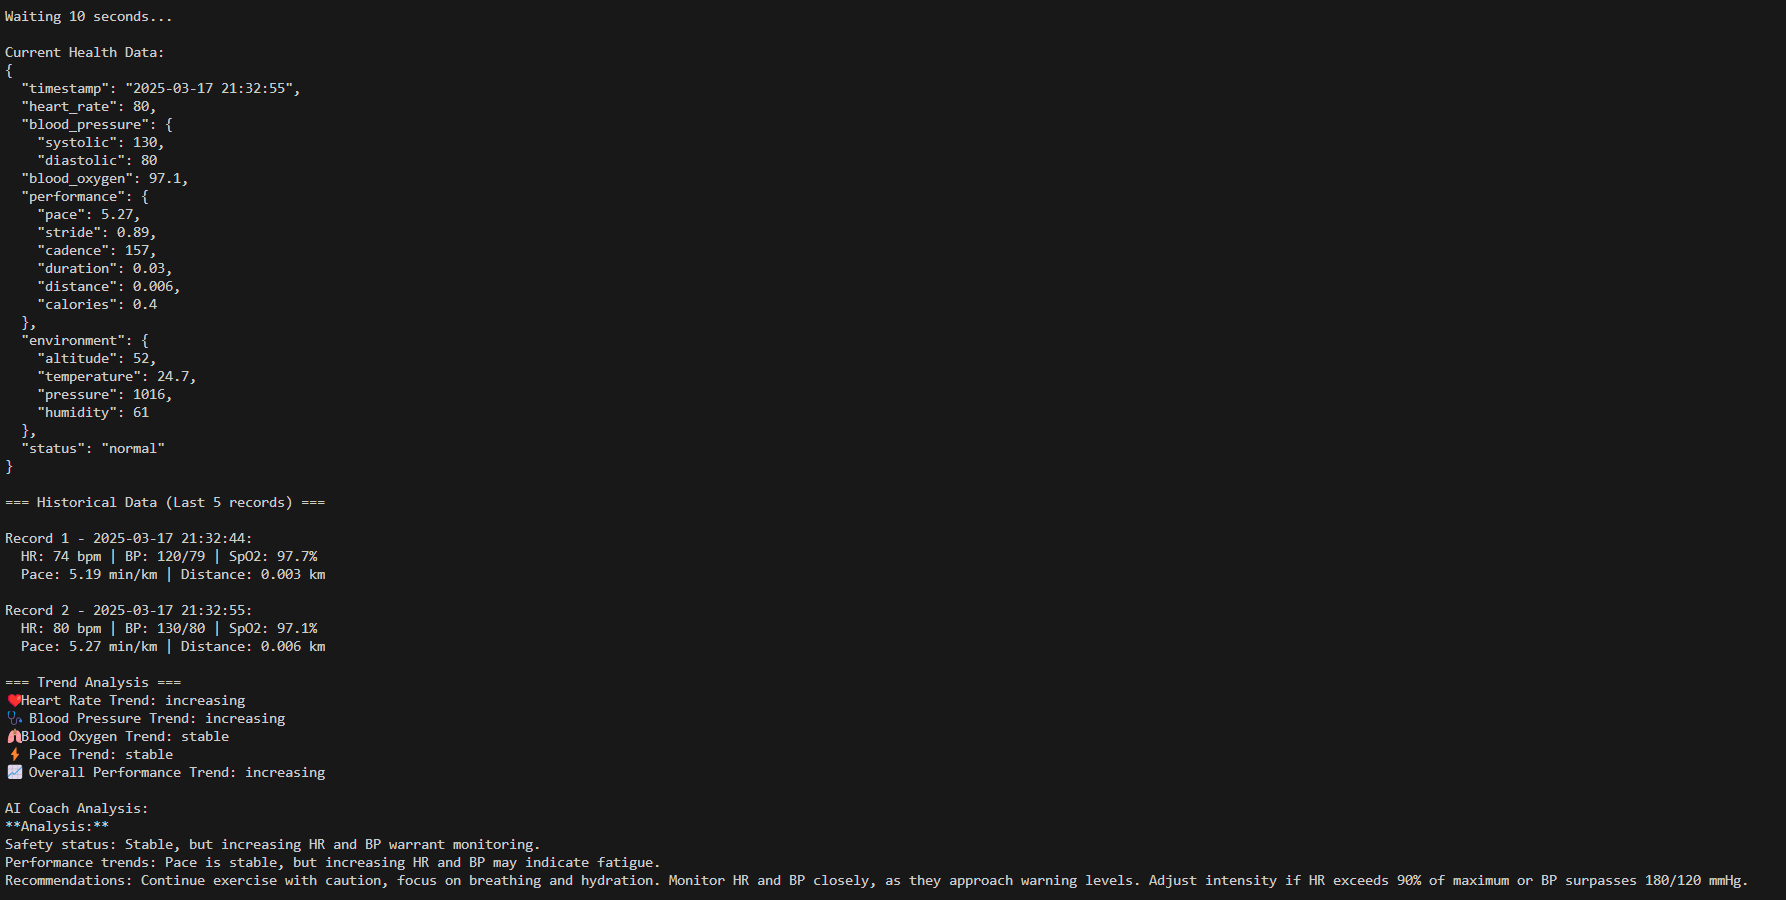 Waiting 10 seconds...
Current Health Data:
{
  "timestamp": "2025-03-17 21:32:55",
  "heart_rate": 80,
  "blood_pressure": {
    "systolic": 130,
    "diastolic": 80
  "blood_oxygen": 97.1,
  "performance": {
    "pace": 5.27,
    "stride": 0.89,
    "cadence": 157,
    "duration": 0.03,
    "distance": 0.006,
    "calories": 0.4
  },
  "environment": {
    "altitude": 52,
    "temperature": 24.7,
    "pressure": 1016,
    "humidity": 61
  },
  "status": "normal"
}
=== Historical Data (Last 5 records) ===
Record 1 - 2025-03-17 21:32:44:
  HR: 74 bpm | BP: 120/79 | SpO2: 97.7%
  Pace: 5.19 min/km | Distance: 0.003 km
Record 2 - 2025-03-17 21:32:55:
  HR: 80 bpm | BP: 130/80 | SpO2: 97.1%
  Pace: 5.27 min/km | Distance: 0.006 km
=== Trend Analysis ===
❤️Heart Rate Trend: increasing
🩺 Blood Pressure Trend: increasing
🫁Blood Oxygen Trend: stable
⚡ Pace Trend: stable
📈 Overall Performance Trend: increasing
AI Coach Analysis:
**Analysis:**
Safety status: Stable, but increasing HR and BP warrant monitoring.
Performance trends: Pace is stable, but increasing HR and BP may indicate fatigue.
Recommendations: Continue exercise with caution, focus on breathing and hydration. Monitor HR and BP closely, as they approach warning levels. Adjust intensity if HR exceeds 90% of maximum or BP surpasses 180/120 mmHg.